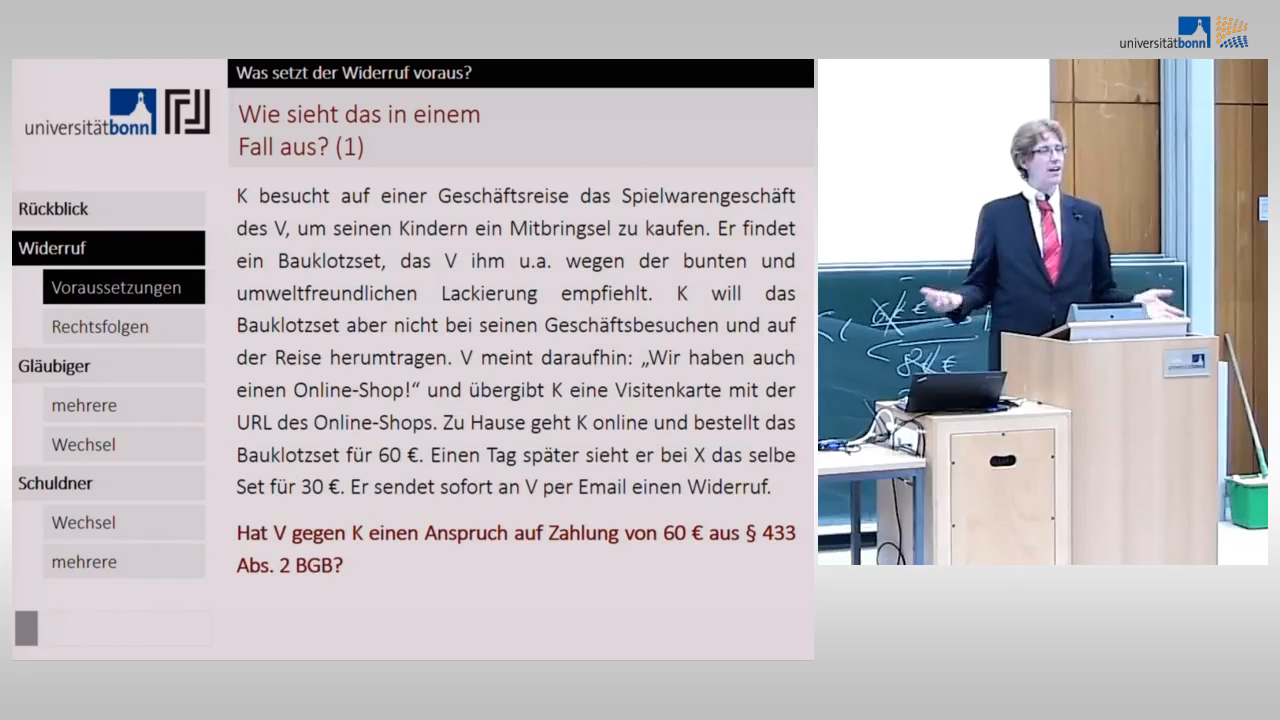 universitätbonn
Was setzt der Widerruf voraus?
universitätbonn
Wie sieht das in einem
Fall aus? (1)
Rückblick
Widerruf
Voraussetzungen
Rechtsfolgen
Gläubiger
mehrere
Wechsel
Schuldner
Wechsel
mehrere
K besucht auf einer Geschäftsreise das Spielwarengeschäft
des V, um seinen Kindern ein Mitbringsel zu kaufen. Er findet
ein Bauklotzset, das V ihm u.a. wegen der bunten und
umweltfreundlichen Lackierung empfiehlt. K will das
Bauklotzset aber nicht bei seinen Geschäftsbesuchen und auf
der Reise herumtragen. V meint daraufhin: „Wir haben auch
einen Online-Shop!“ und übergibt K eine Visitenkarte mit der
URL des Online-Shops. Zu Hause geht K online und bestellt das
Bauklotzset für 60 €. Einen Tag später sieht er bei X das selbe
Set für 30 €. Er sendet sofort an V per Email einen Widerruf.
Hat V gegen K einen Anspruch auf Zahlung von 60 € aus § 433
Abs. 2 BGB?